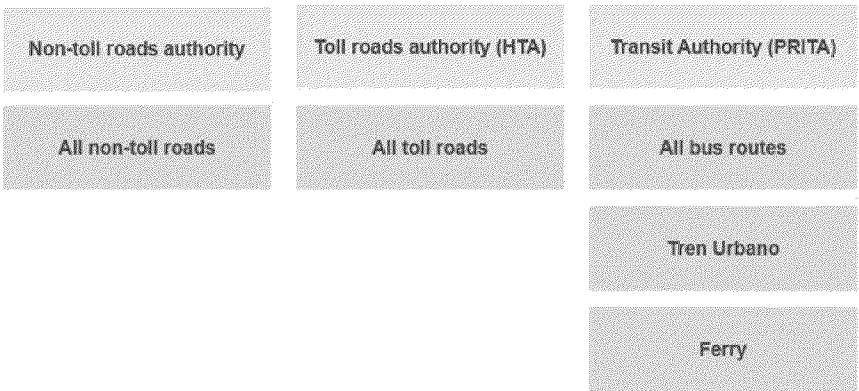 Non-toll roads authority
Toll roads authority (HTA)
Transit Authority (PRITA)
All non-toll roads
All toll roads
All bus routes
Tren Urbano
Ferry